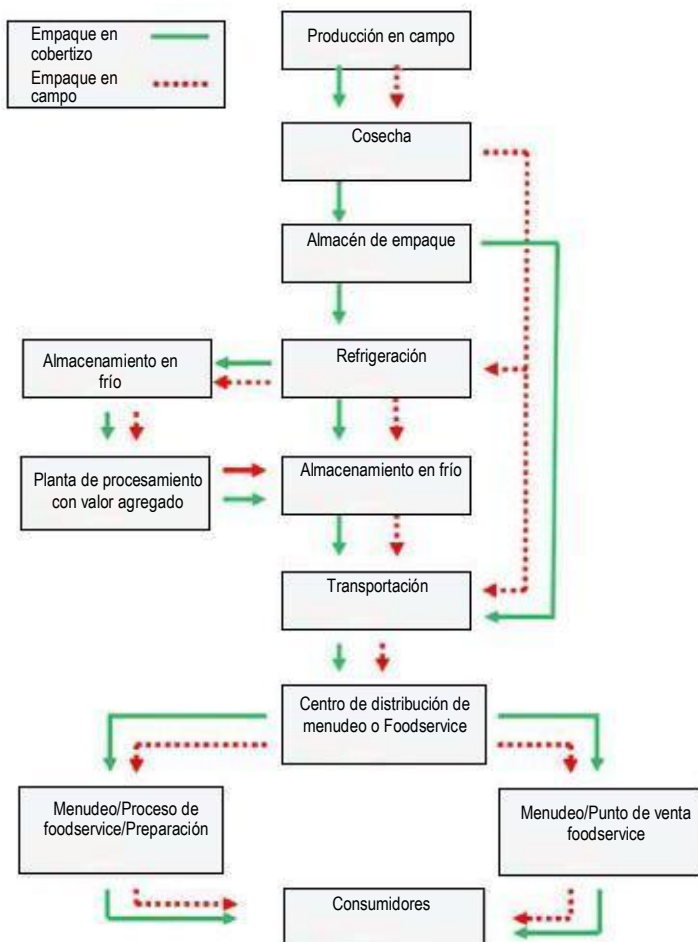 Empaque en
cobertizo
Empaque en
campo
Producción en campo
Cosecha
Almacén de empaque
Refrigeración
Almacenamiento en
frío
Planta de procesamiento
con valor agregado
Almacenamiento en frío
Transportación
Centro de distribución de
menudeo o Foodservice
Menudeo/Proceso de
foodservice/Preparación
Menudeo/Punto de venta
foodservice
Consumidores